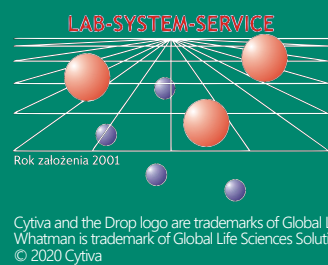 LAB-SYSTEM-SERVICE
Rok założenia 2001
Cytiva and the Drop logo are trademarks of Global
Whatman is trademark of Global Life Sciences
© 2020 Cytiva